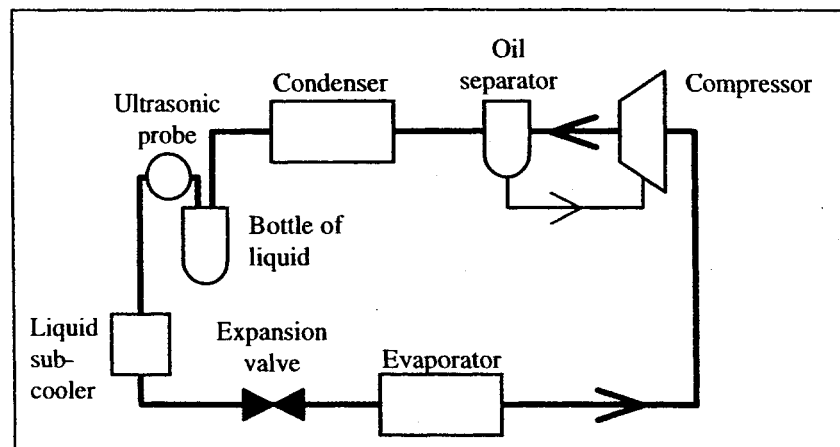 Oil
separator
Condenser
Compressor
Ultrasonic
probe
Bottle of
liquid
Liquid
sub-
cooler
Expansion
valve
Evaporator